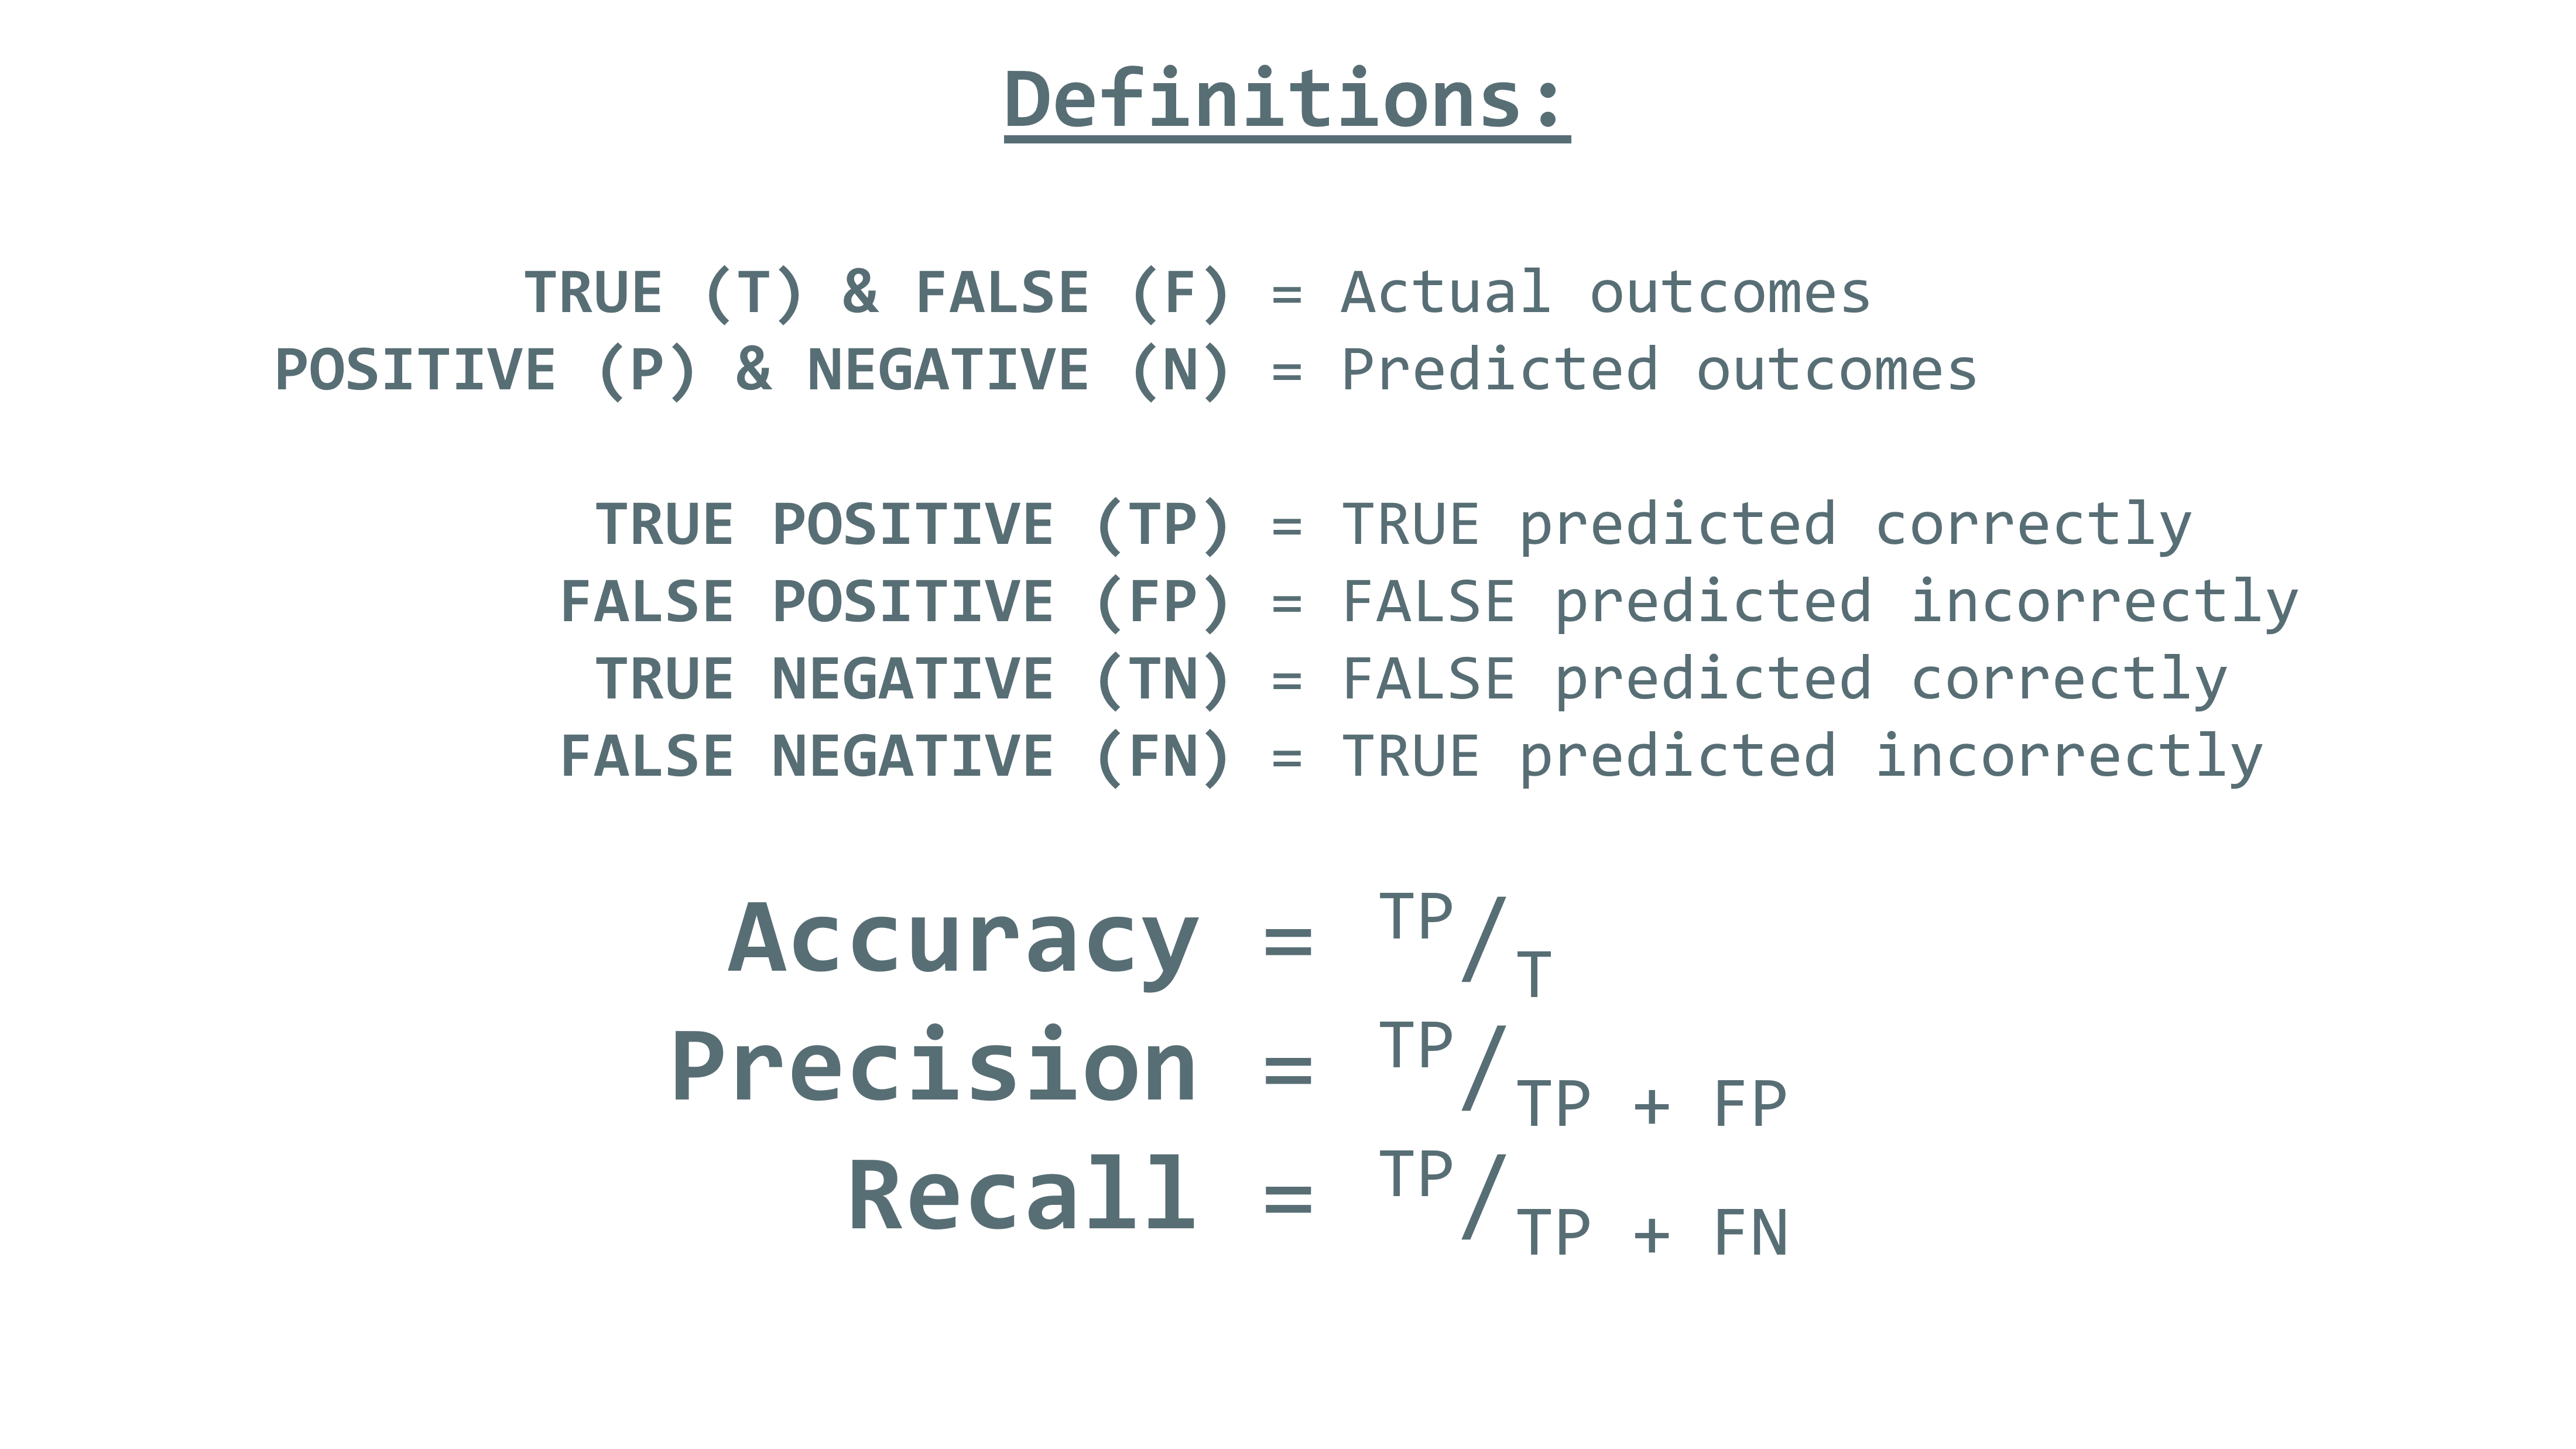 Definitions:
TRUE (T) & FALSE (F) = Actual outcomes
POSITIVE (P) & NEGATIVE (N) = Predicted outcomes
TRUE POSITIVE (TP) = TRUE predicted correctly
FALSE POSITIVE (FP) = FALSE predicted incorrectly
TRUE NEGATIVE (TN) = FALSE predicted correctly
FALSE NEGATIVE (FN) = TRUE predicted incorrectly
Accuracy = TP/T
Precision = TP/TP + FP
Recall = TP/TP + FN